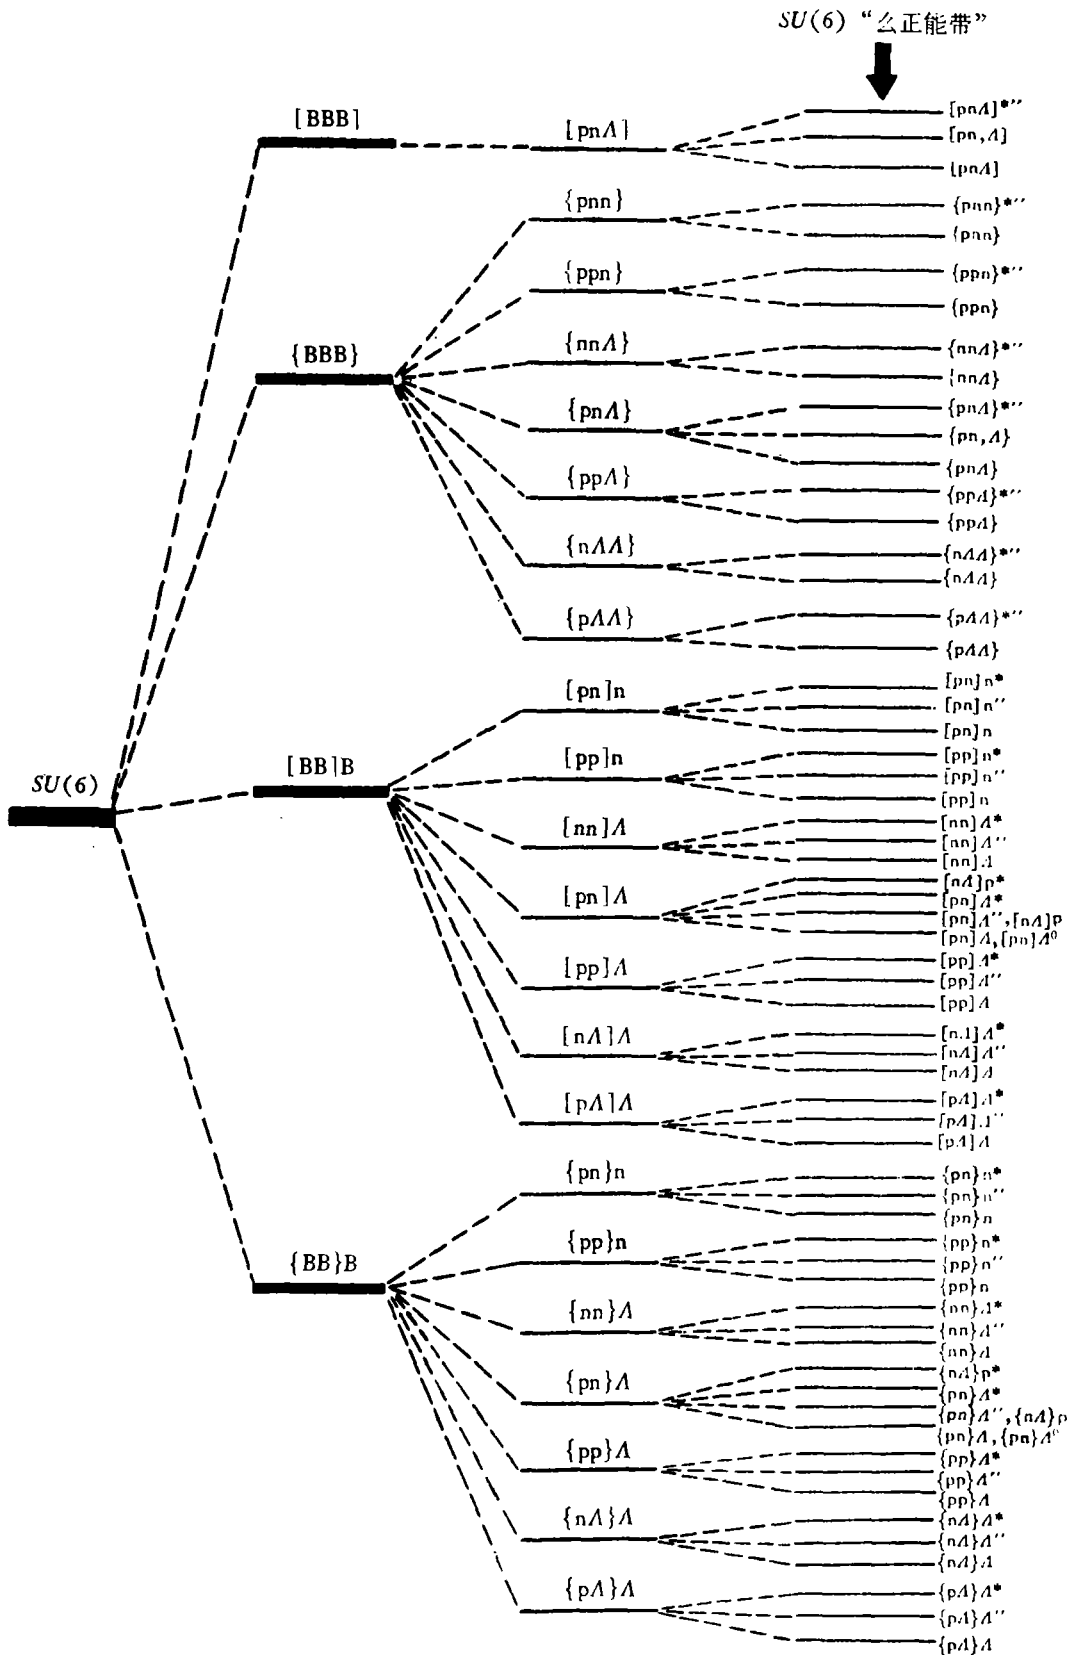 SU(6) “幺正能带”
[BBB]
[pnΛ]
[pnΛ]*''
[pn,Λ]
[pnΛ]
{pnn}
{pnn}*''
{pnn}
{ppn}
{ppn}*''
{ppn}
{BBB}
{nnΛ}
{nnΛ}*''
{nnΛ}
{pnΛ}
{pnΛ}*''
{pn,Λ}
{pnΛ}
{ppΛ}
{ppΛ}*''
{ppΛ}
{nΛΛ}
{nΛΛ}*''
{nΛΛ}
{pΛΛ}
{pΛΛ}*''
{pΛΛ}
SU(6)
[BB]B
[pn]n
[pn]n*
[pn]n''
[pn]n
[pp]n
[pp]n*
[pp]n''
[pp]n
[nn]Λ
[nn]Λ*
[nn]Λ''
[nn]Λ
[pn]Λ
[nΛ]p*
[pn]Λ*
[pn]Λ'',[nΛ]p
[pn]Λ,[pn]Λ⁰
[pp]Λ
[pp]Λ*
[pp]Λ''
[pp]Λ
[nΛ]Λ
[nΛ]Λ*
[nΛ]Λ''
[nΛ]Λ
[pΛ]Λ
[pΛ]Λ*
[pΛ]Λ''
[pΛ]Λ
{BB}B
{pn}n
{pn}n*
{pn}n''
{pn}n
{pp}n
{pp}n*
{pp}n''
{pp}n
{nn}Λ
{nn}Λ*
{nn}Λ''
{nn}Λ
{pn}Λ
{nΛ}p*
{pn}Λ*
{pn}Λ'',{nΛ}p
{pn}Λ,{pn}Λ⁰
{pp}Λ
{pp}Λ*
{pp}Λ''
{pp}Λ
{nΛ}Λ
{nΛ}Λ*
{nΛ}Λ''
{nΛ}Λ
{pΛ}Λ
{pΛ}Λ*
{pΛ}Λ''
{pΛ}Λ